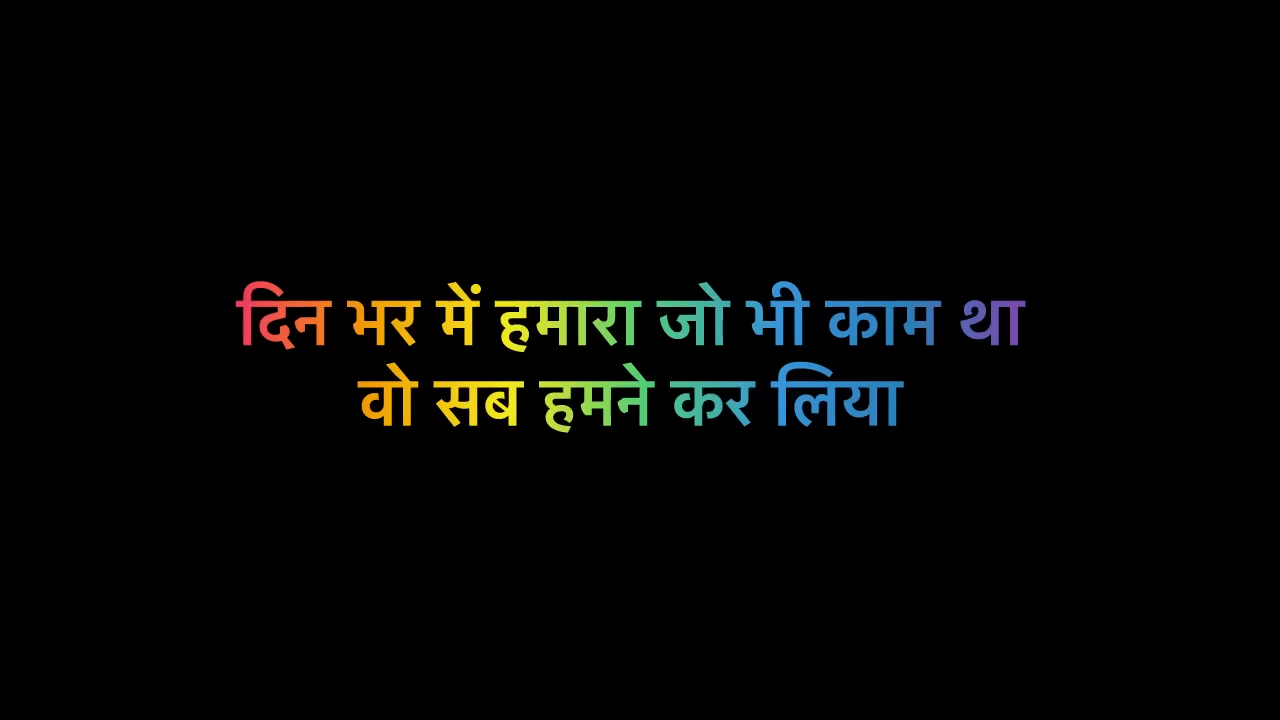 दिन भर में हमारा जो भी काम था
वो सब हमने कर लिया